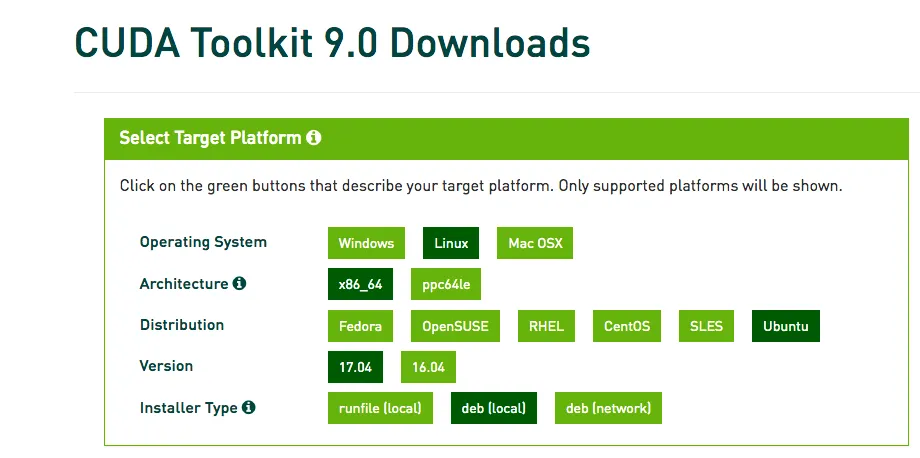 CUDA Toolkit 9.0 Downloads
Select Target Platform
Click on the green buttons that describe your target platform. Only supported platforms will be shown.
Operating System Windows Linux Mac OSX
Architecture x86_64 ppc64le
Distribution Fedora OpenSUSE RHEL CentOS SLES Ubuntu
Version 17.04 16.04
Installer Type runfile (local) deb (local) deb (network)